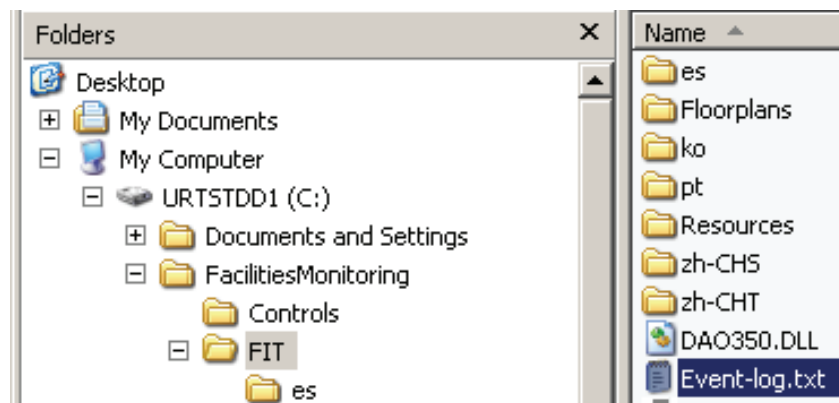 Folders
Desktop
My Documents
My Computer
URTSTDD1 (C:)
Documents and Settings
FacilitiesMonitoring
Controls
FIT
es
Name
es
Floorplans
ko
pt
Resources
zh-CHS
zh-CHT
DAO350.DLL
Event-log.txt